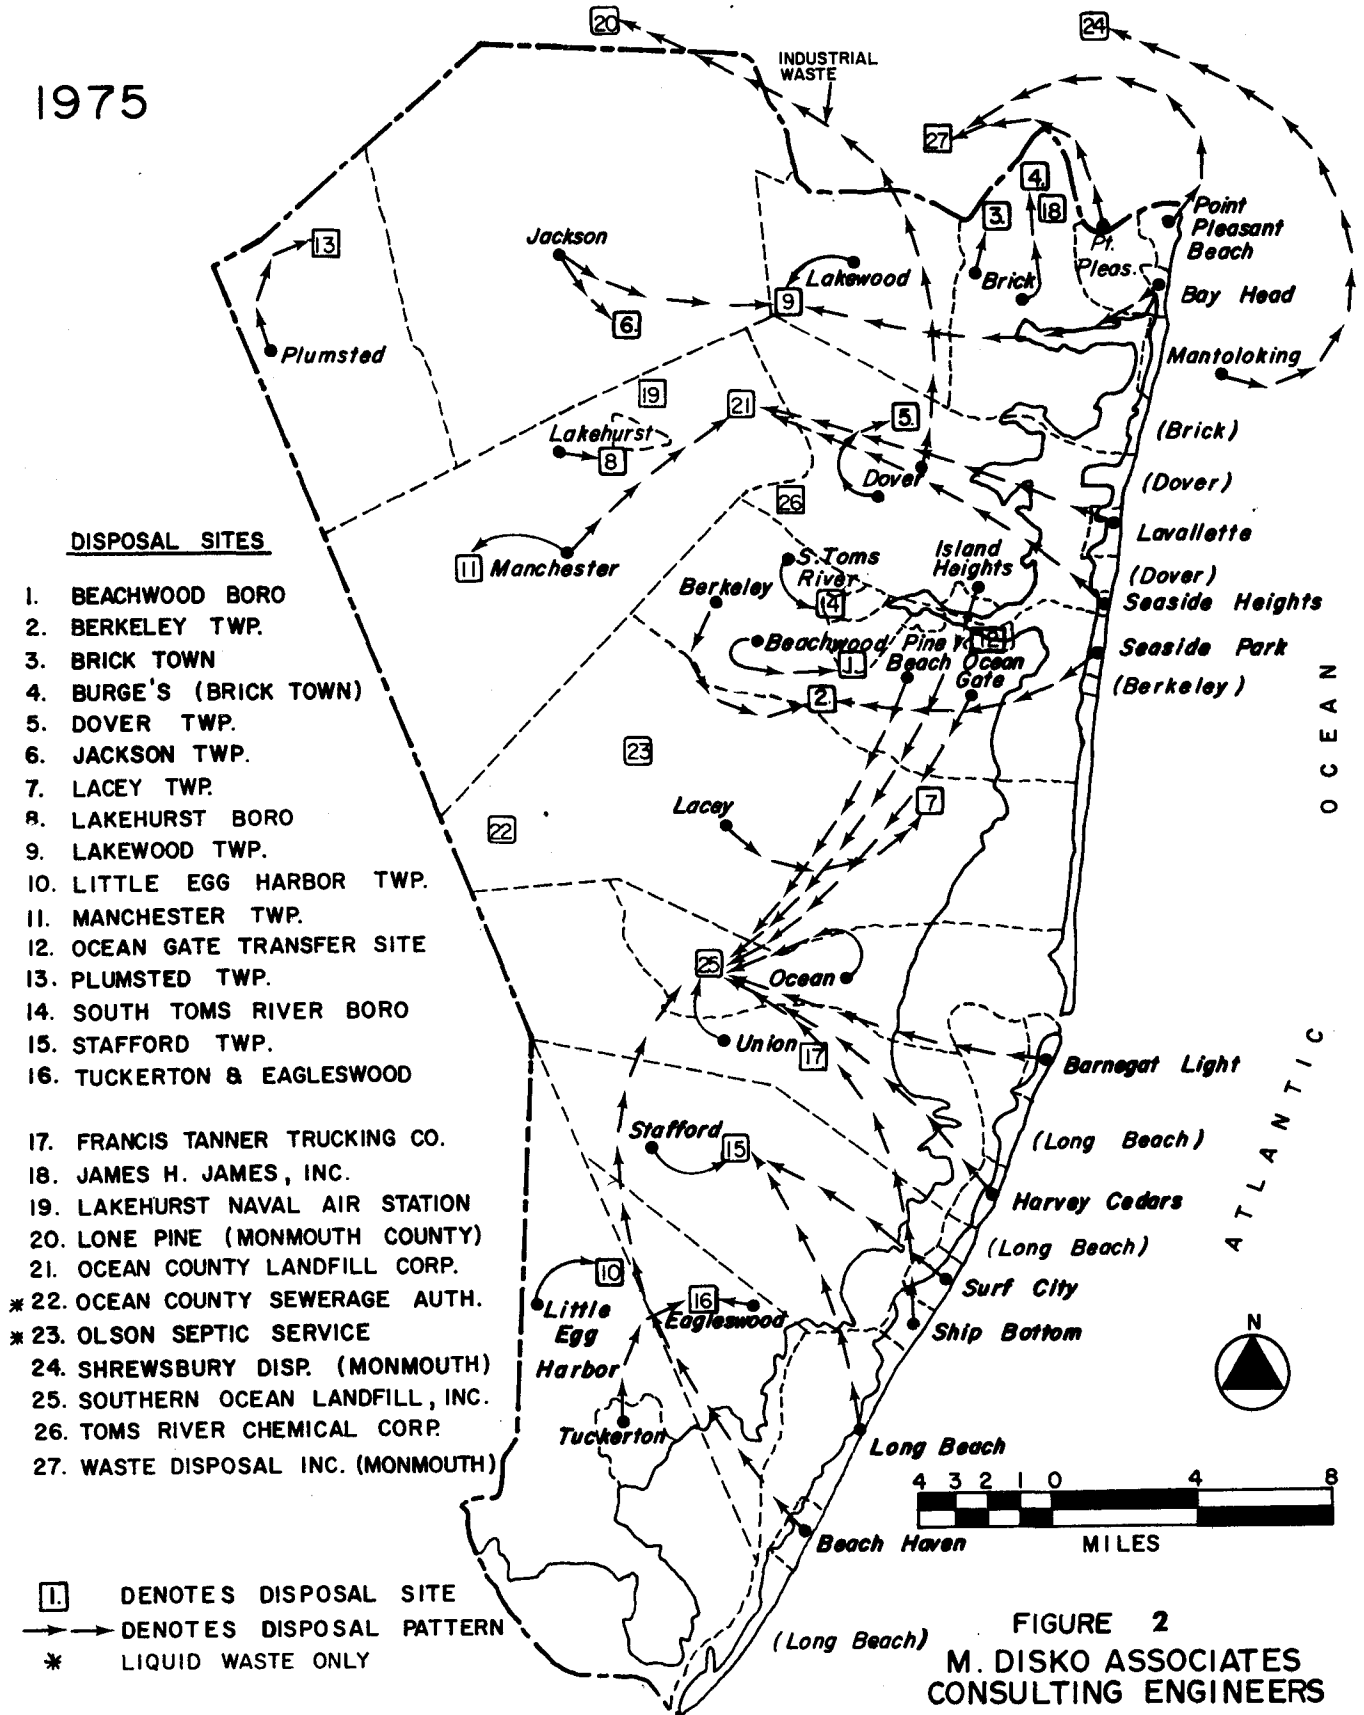 1975
20
24
INDUSTRIAL
WASTE
27
4.
3.
18
Point
Pleasant
Beach
Pt.
Pleas.
13
Jackson
Lakewood
Brick
Bay Head
9
6.
Plumsted
Mantoloking
19
21
5.
(Brick)
Lakehurst
8
Dover
(Dover)
26
Lavallette
11
Manchester
S. Toms
River
Island
Heights
(Dover)
Berkeley
14
Seaside Heights
Beachwood
Pine
Beach
12
Ocean
Gate
Seaside Park
1.
2.
(Berkeley)
23
OCEAN
Lacey
7
22
25
Ocean
Union
17
Barnegat Light
Stafford
15
(Long Beach)
ATLANTIC
Harvey Cedars
(Long Beach)
10
Surf City
Little
Egg
Harbor
16
Eagleswood
Ship Bottom
N
Tuckerton
Long Beach
Beach Haven
(Long Beach)
DISPOSAL SITES
1. BEACHWOOD BORO
2. BERKELEY TWP.
3. BRICK TOWN
4. BURGE'S (BRICK TOWN)
5. DOVER TWP.
6. JACKSON TWP.
7. LACEY TWP.
8. LAKEHURST BORO
9. LAKEWOOD TWP.
10. LITTLE EGG HARBOR TWP.
11. MANCHESTER TWP.
12. OCEAN GATE TRANSFER SITE
13. PLUMSTED TWP.
14. SOUTH TOMS RIVER BORO
15. STAFFORD TWP.
16. TUCKERTON & EAGLESWOOD
17. FRANCIS TANNER TRUCKING CO.
18. JAMES H. JAMES, INC.
19. LAKEHURST NAVAL AIR STATION
20. LONE PINE (MONMOUTH COUNTY)
21. OCEAN COUNTY LANDFILL CORP.
* 22. OCEAN COUNTY SEWERAGE AUTH.
* 23. OLSON SEPTIC SERVICE
24. SHREWSBURY DISP. (MONMOUTH)
25. SOUTHERN OCEAN LANDFILL, INC.
26. TOMS RIVER CHEMICAL CORP.
27. WASTE DISPOSAL INC. (MONMOUTH)
1. DENOTES DISPOSAL SITE
DENOTES DISPOSAL PATTERN
* LIQUID WASTE ONLY
4 3 2 1 0 4 8
MILES
FIGURE 2
M. DISKO ASSOCIATES
CONSULTING ENGINEERS